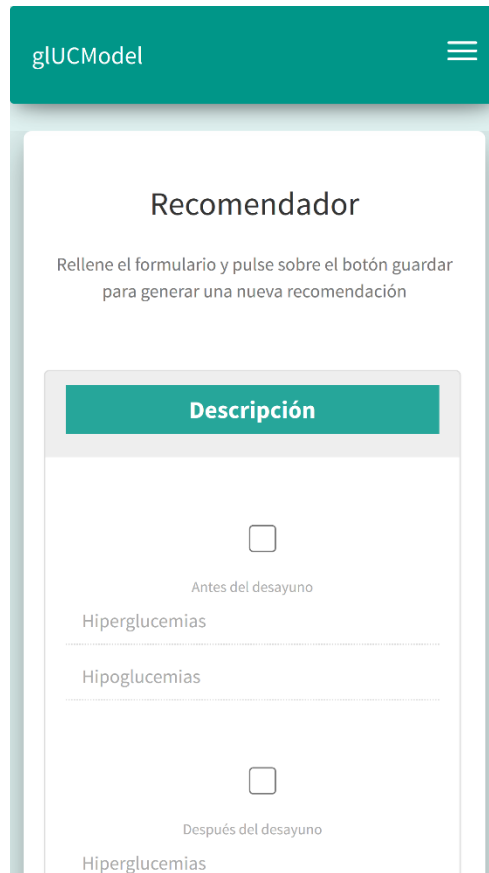 glUCModel
Recomendador
Rellene el formulario y pulse sobre el botón guardar
para generar una nueva recomendación
Descripción
Antes del desayuno
Hiperglucemias
Hipoglucemias
Después del desayuno
Hiperglucemias